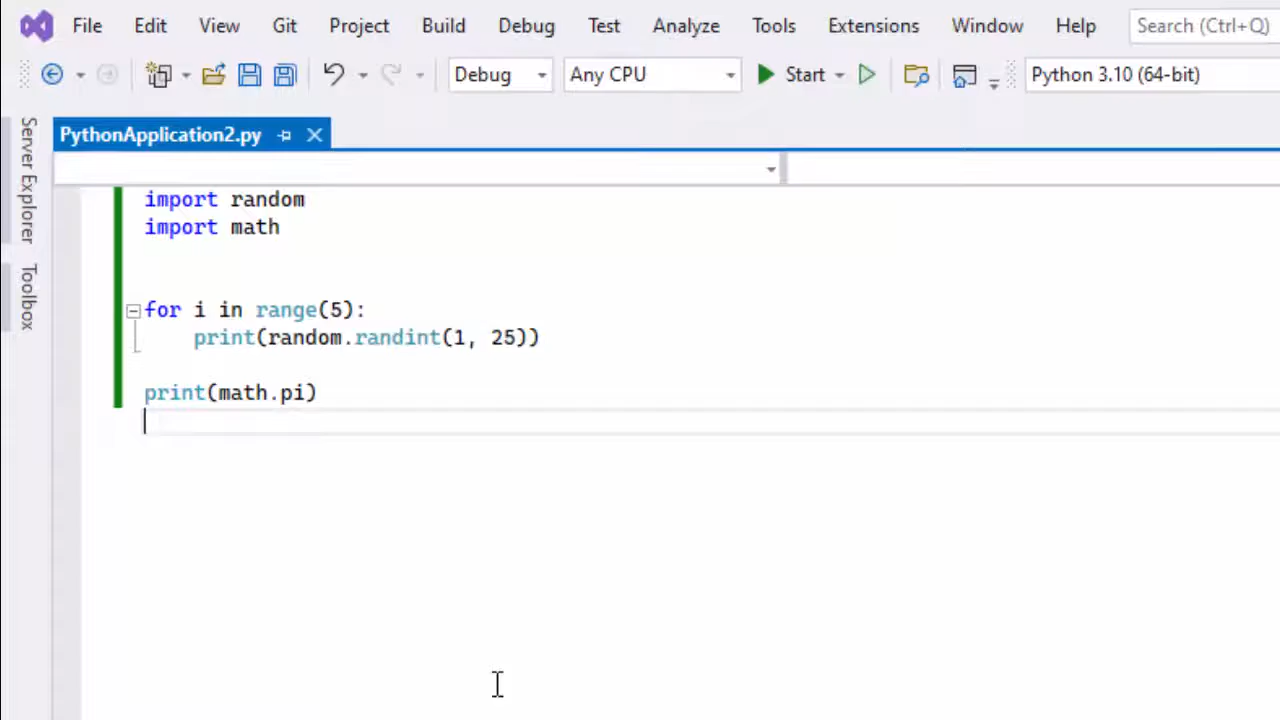 File Edit View Git Project Build Debug Test Analyze Tools Extensions Window Help Search (Ctrl+Q)
Debug Any CPU Start Python 3.10 (64-bit)
Server Explorer
Toolbox
PythonApplication2.py
import random
import math
for i in range(5):
    print(random.randint(1, 25))
print(math.pi)